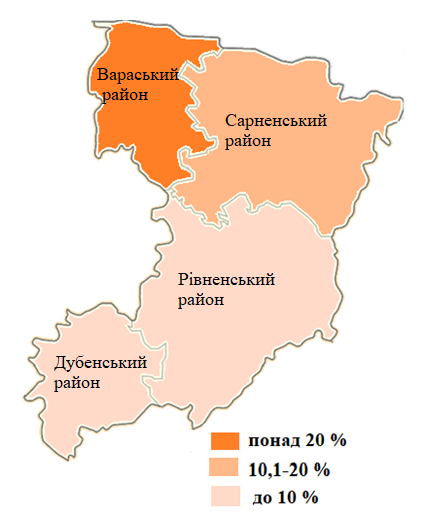 Вараський
район
Сарненський
район
Рівненський
район
Дубенський
район
понад 20 %
10,1-20 %
до 10 %